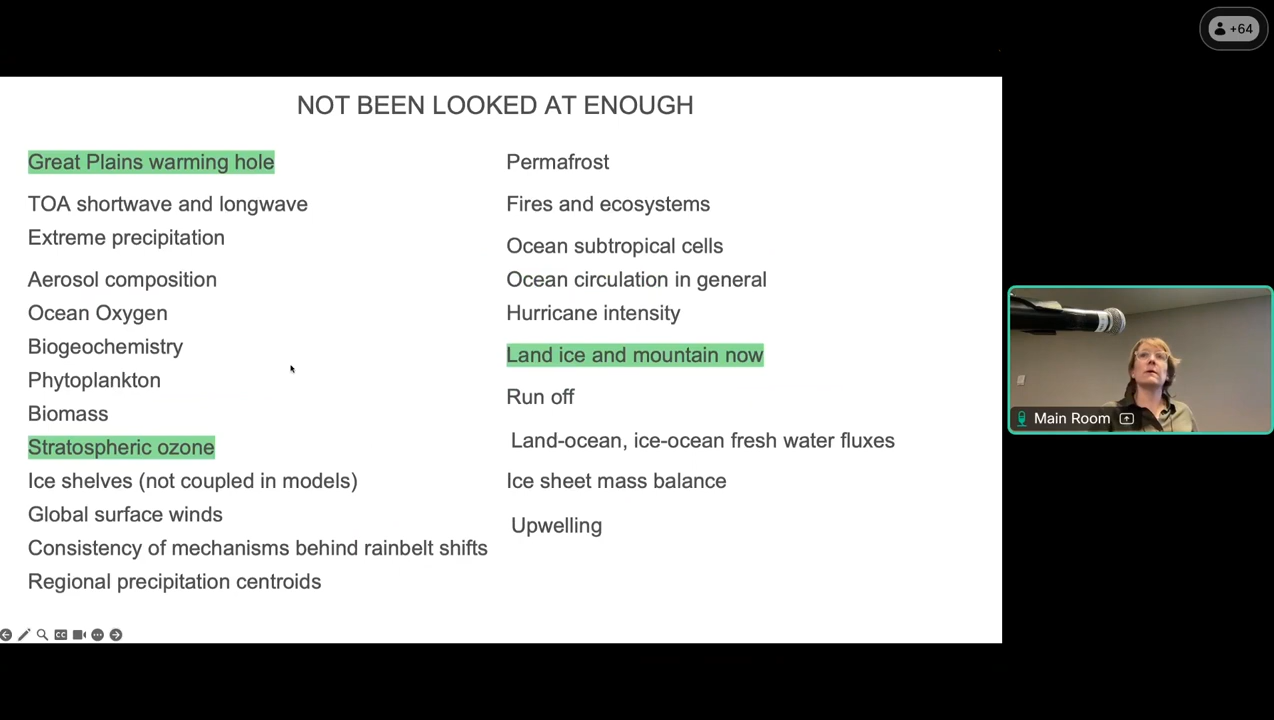 +64
NOT BEEN LOOKED AT ENOUGH
Great Plains warming hole
TOA shortwave and longwave
Extreme precipitation
Aerosol composition
Ocean Oxygen
Biogeochemistry
Phytoplankton
Biomass
Stratospheric ozone
Ice shelves (not coupled in models)
Global surface winds
Consistency of mechanisms behind rainbelt shifts
Regional precipitation centroids
Permafrost
Fires and ecosystems
Ocean subtropical cells
Ocean circulation in general
Hurricane intensity
Land ice and mountain now
Run off
Land-ocean, ice-ocean fresh water fluxes
Ice sheet mass balance
Upwelling
CC
Main Room